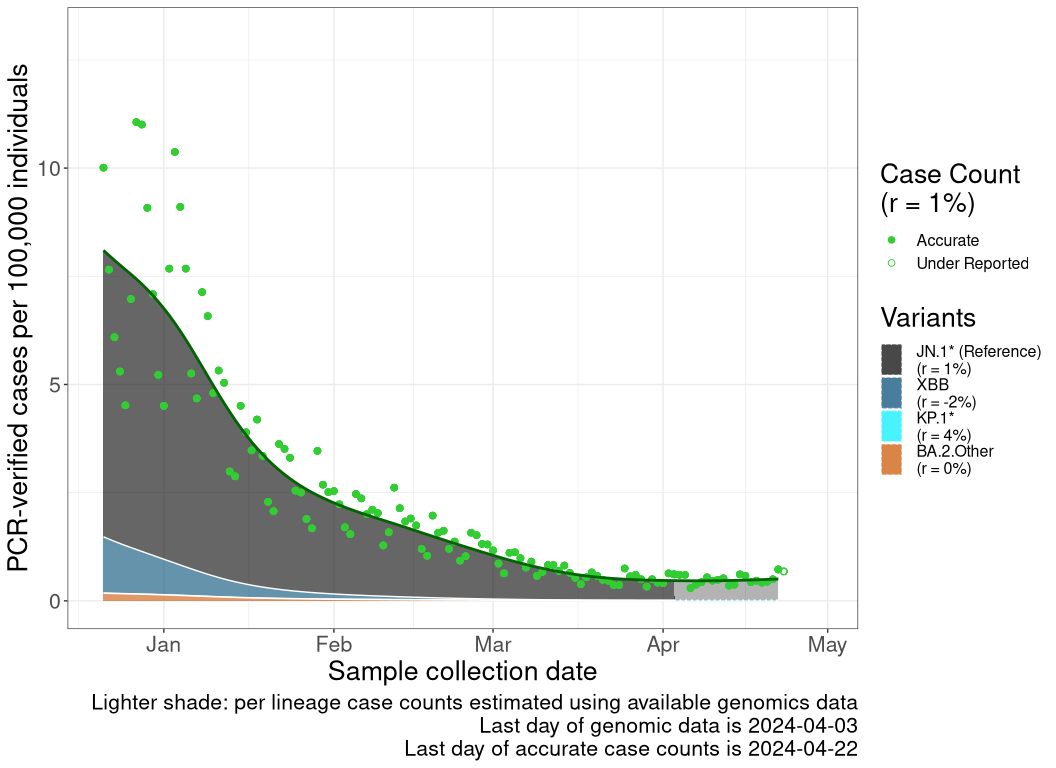 PCR-verified cases per 100,000 individuals
10
5
0
Jan
Feb
Mar
Apr
May
Sample collection date
Lighter shade: per lineage case counts estimated using available genomics data
Last day of genomic data is 2024-04-03
Last day of accurate case counts is 2024-04-22
Case Count
(r = 1%)
Accurate
Under Reported
Variants
JN.1* (Reference)
(r = 1%)
XBB
(r = -2%)
KP.1*
(r = 4%)
BA.2.Other
(r = 0%)